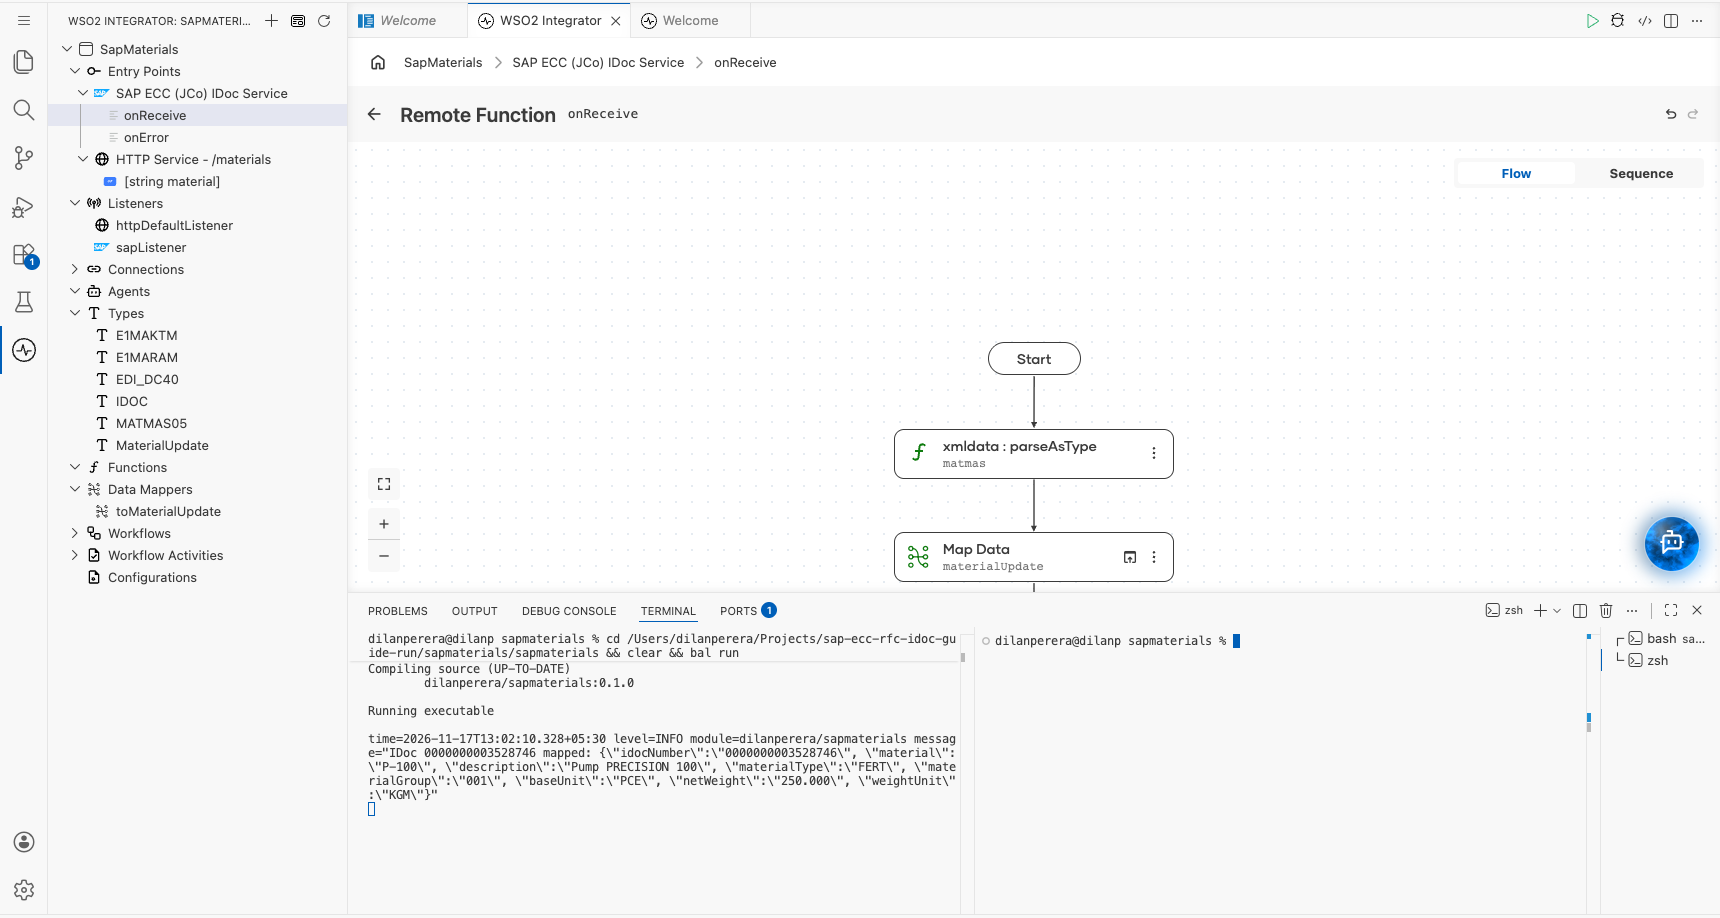 WSO2 INTEGRATOR: SAPMATERI...
SapMaterials
Entry Points
SAP ECC (JCo) IDoc Service
onReceive
onError
HTTP Service - /materials
[string material]
Listeners
httpDefaultListener
SAP sapListener
Connections
Agents
Types
E1MAKTM
E1MARAM
EDI_DC40
IDOC
MATMAS05
MaterialUpdate
Functions
Data Mappers
toMaterialUpdate
Workflows
Workflow Activities
Configurations
1
Welcome
WSO2 Integrator
Welcome
SapMaterials > SAP ECC (JCo) IDoc Service > onReceive
Remote Function onReceive
Flow Sequence
Start
xmldata : parseAsType
matmas
Map Data
materialUpdate
PROBLEMS OUTPUT DEBUG CONSOLE TERMINAL PORTS 1
zsh
dilanperera@dilanp sapmaterials % cd /Users/dilanperera/Projects/sap-ecc-rfc-idoc-gu
ide-run/sapmaterials/sapmaterials && clear && bal run
Compiling source (UP-TO-DATE)
dilanperera/sapmaterials:0.1.0
Running executable
time=2026-11-17T13:02:10.328+05:30 level=INFO module=dilanperera/sapmaterials messag
e="IDoc 0000000003528746 mapped: {\"idocNumber\":\"0000000003528746\", \"material\":
\"P-100\", \"description\":\"Pump PRECISION 100\", \"materialType\":\"FERT\", \"mate
rialGroup\":\"001\", \"baseUnit\":\"PCE\", \"netWeight\":\"250.000\", \"weightUnit\"
:\"KGM\"}"
dilanperera@dilanp sapmaterials %
bash sa...
zsh